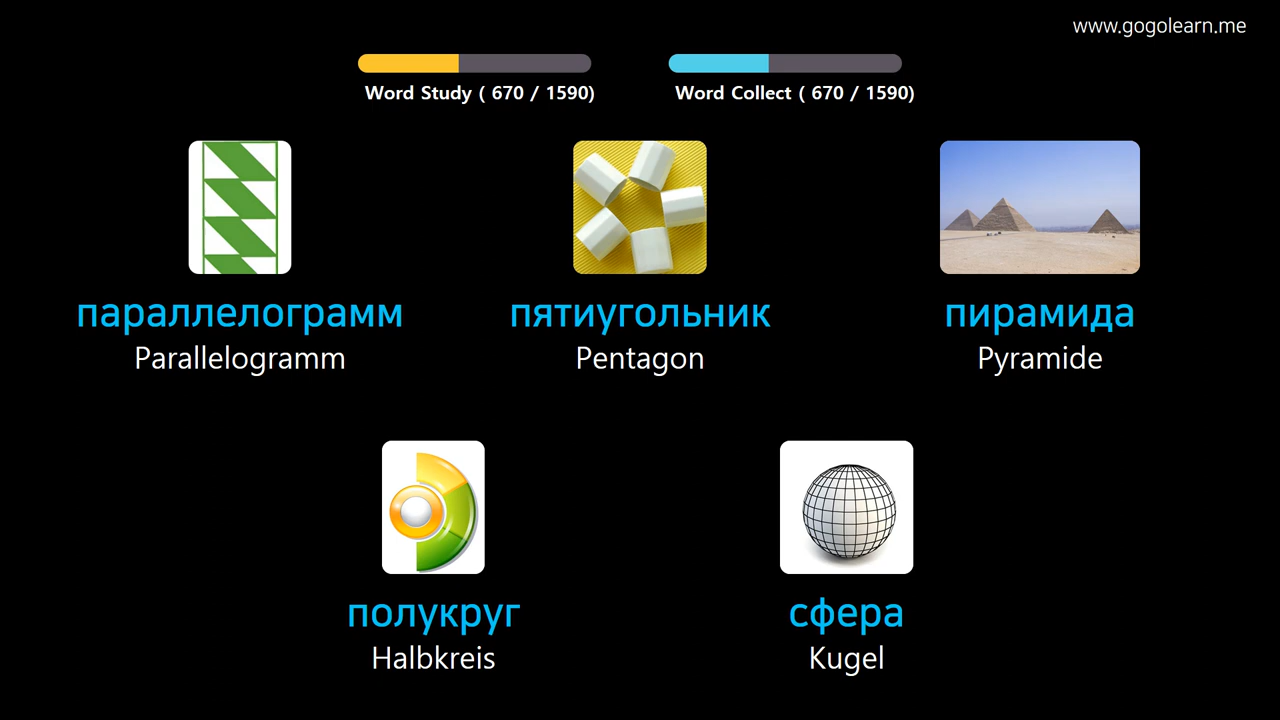 www.gogolearn.me
Word Study ( 670 / 1590)
Word Collect ( 670 / 1590)
параллелограмм
Parallelogramm
пятиугольник
Pentagon
пирамида
Pyramide
полукруг
Halbkreis
сфера
Kugel